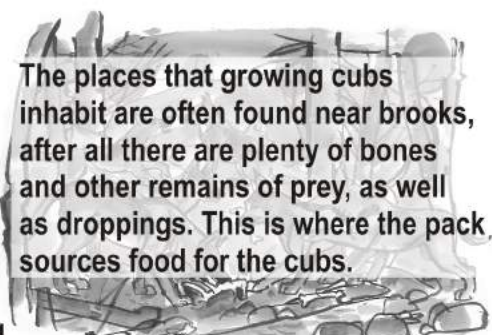 The places that growing cubs
inhabit are often found near brooks,
after all there are plenty of bones
and other remains of prey, as well
as droppings. This is where the pack
sources food for the cubs.